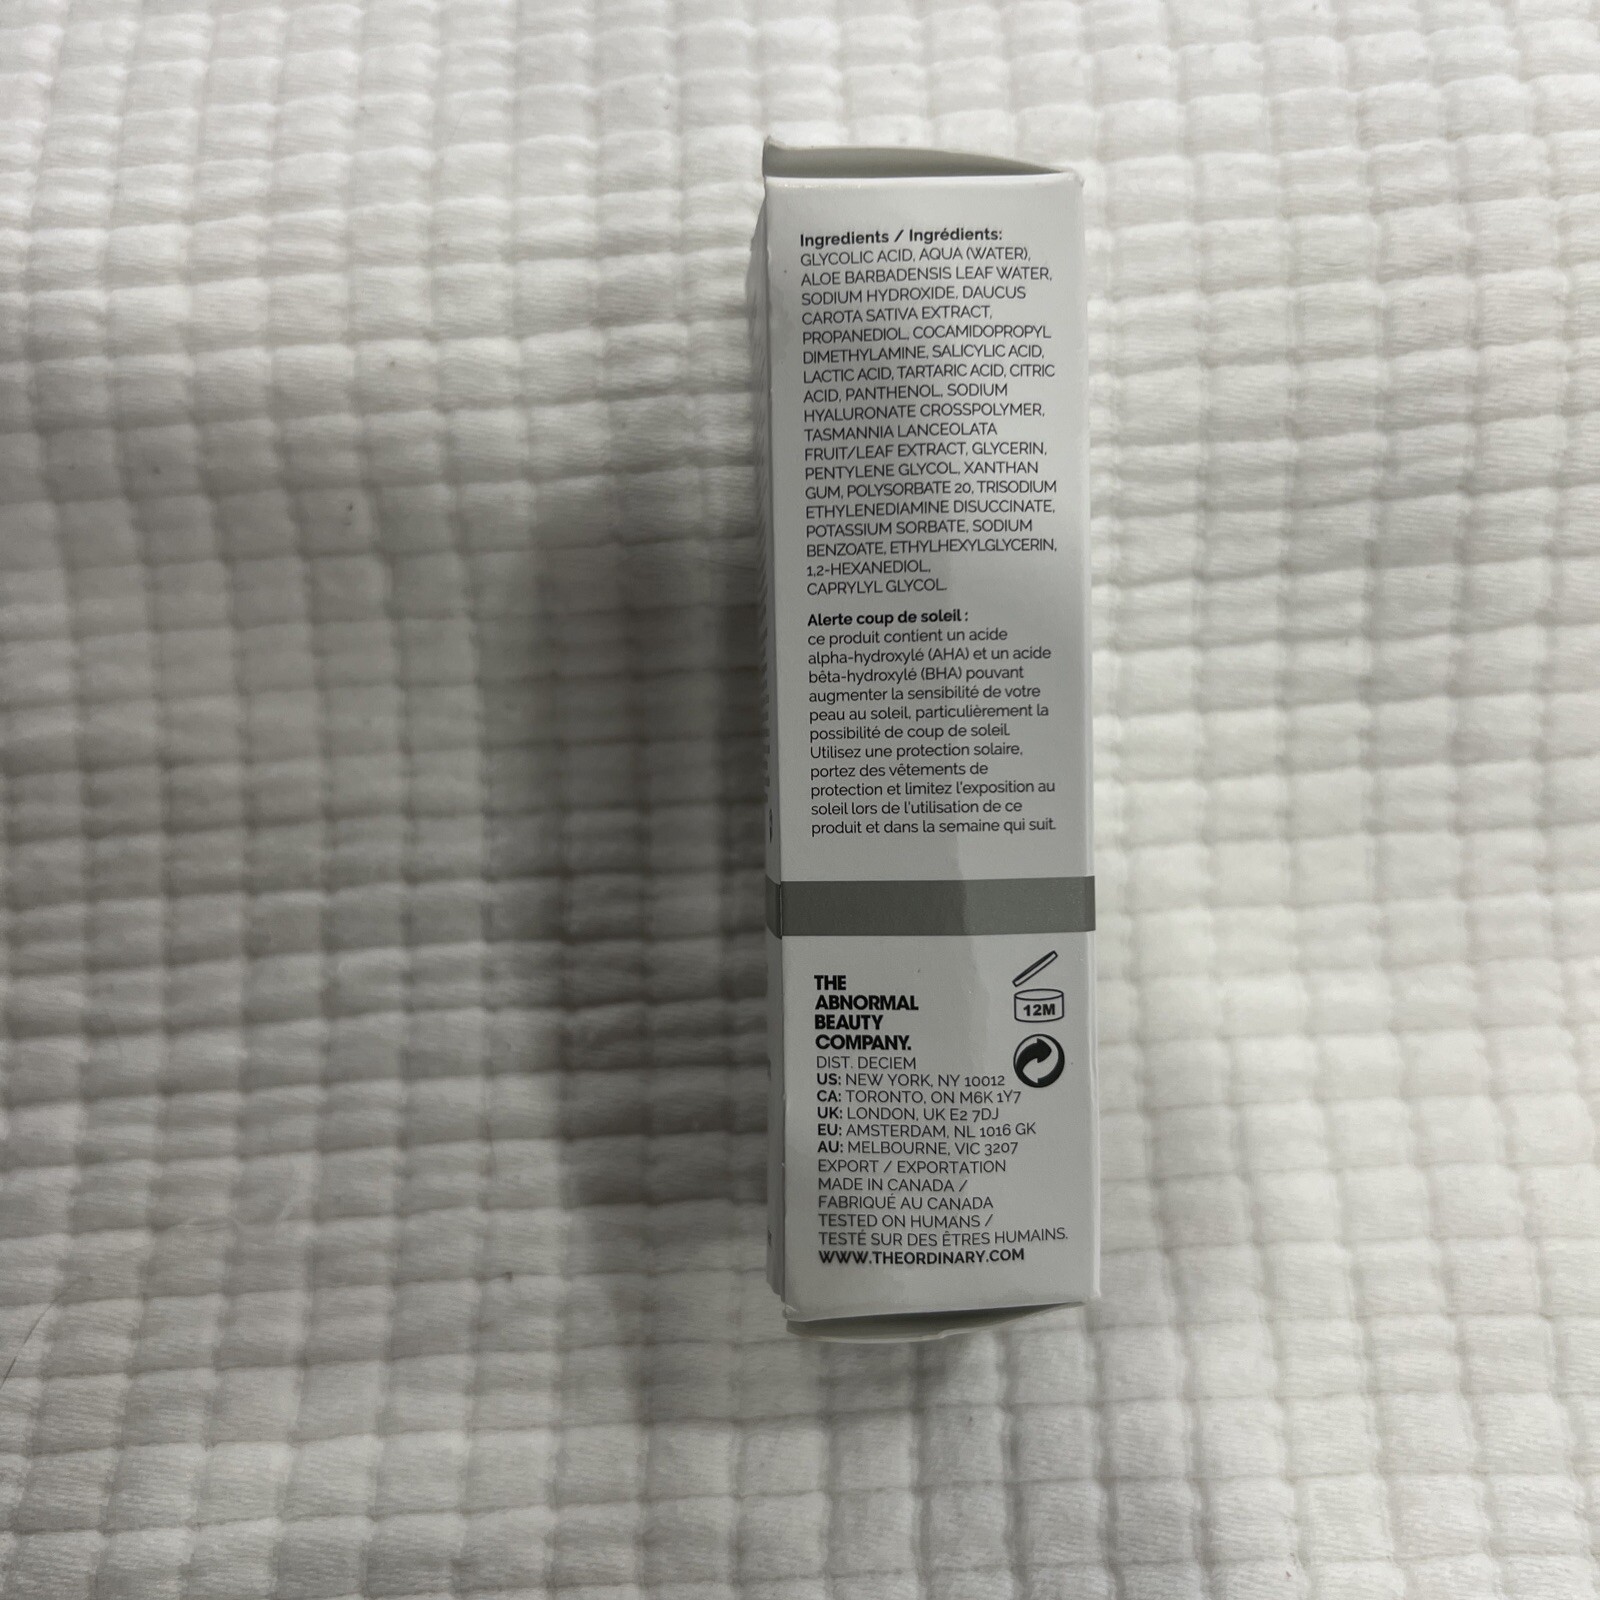 Ingredients / Ingrédients:
GLYCOLIC ACID, AQUA (WATER),
ALOE BARBADENSIS LEAF WATER,
SODIUM HYDROXIDE, DAUCUS
CAROTA SATIVA EXTRACT,
PROPANEDIOL, COCAMIDOPROPYL
DIMETHYLAMINE, SALICYLIC ACID,
LACTIC ACID, TARTARIC ACID, CITRIC
ACID, PANTHENOL, SODIUM
HYALURONATE CROSSPOLYMER,
TASMANNIA LANCEOLATA
FRUIT/LEAF EXTRACT, GLYCERIN,
PENTYLENE GLYCOL, XANTHAN
GUM, POLYSORBATE 20, TRISODIUM
ETHYLENEDIAMINE DISUCCINATE,
POTASSIUM SORBATE, SODIUM
BENZOATE, ETHYLHEXYLGLYCERIN,
1,2-HEXANEDIOL,
CAPRYLYL GLYCOL.
Alerte coup de soleil :
ce produit contient un acide
alpha-hydroxylé (AHA) et un acide
bêta-hydroxylé (BHA) pouvant
augmenter la sensibilité de votre
peau au soleil, particulièrement la
possibilité de coup de soleil.
Utilisez une protection solaire,
portez des vêtements de
protection et limitez l'exposition au
soleil lors de l'utilisation de ce
produit et dans la semaine qui suit.
THE
ABNORMAL
BEAUTY
COMPANY.
12M
DIST. DECIEM
US: NEW YORK, NY 10012
CA: TORONTO, ON M6K 1Y7
UK: LONDON, UK E2 7DJ
EU: AMSTERDAM, NL 1016 GK
AU: MELBOURNE, VIC 3207
EXPORT / EXPORTATION
MADE IN CANADA /
FABRIQUÉ AU CANADA
TESTED ON HUMANS /
TESTÉ SUR DES ÊTRES HUMAINS.
WWW.THEORDINARY.COM